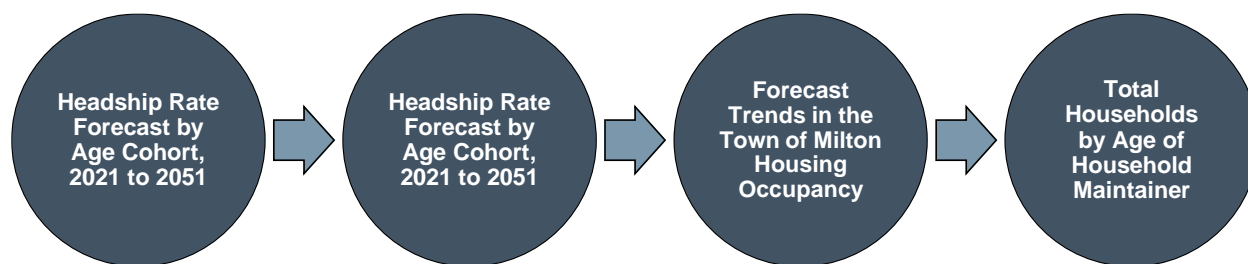 Headship Rate
Forecast by
Age Cohort,
2021 to 2051
Headship Rate
Forecast by
Age Cohort,
2021 to 2051
Forecast
Trends in the
Town of Milton
Housing
Occupancy
Total
Households
by Age of
Household
Maintainer